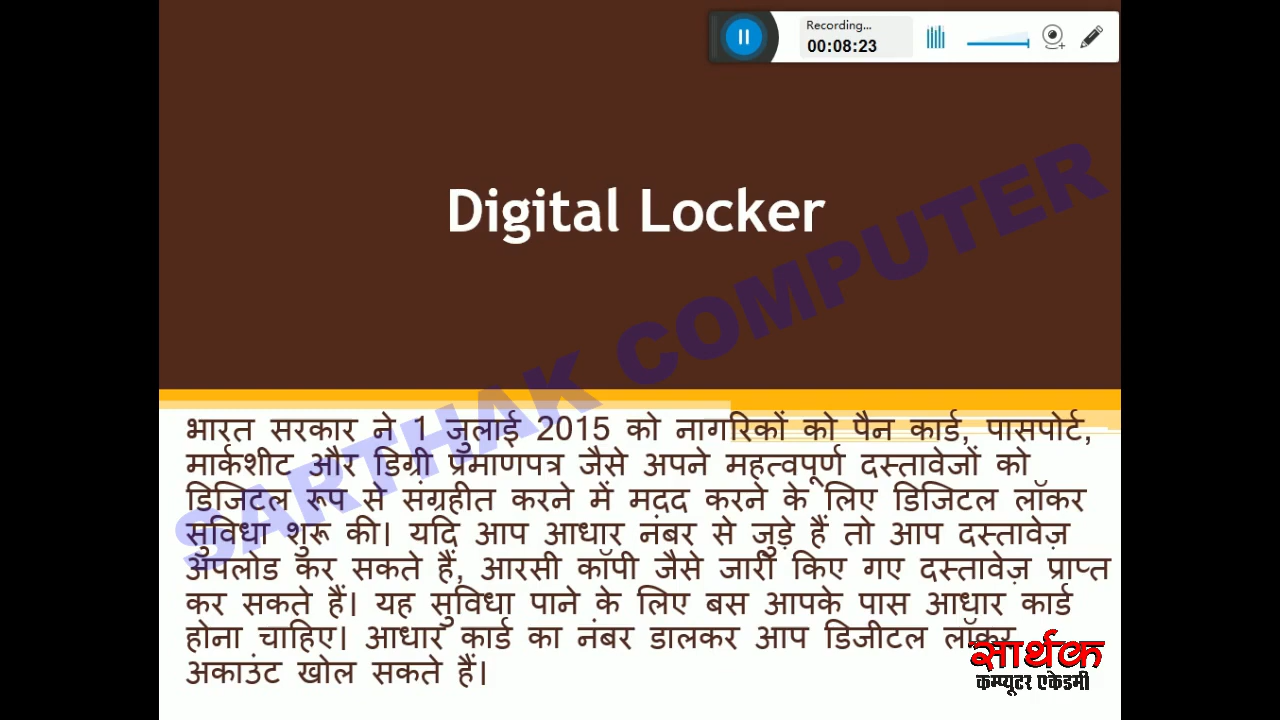 Recording...
00:08:23
Digital Locker
SARTHAK COMPUTER
भारत सरकार ने 1 जुलाई 2015 को नागरिकों को पैन कार्ड, पासपोर्ट,
मार्कशीट और डिग्री प्रमाणपत्र जैसे अपने महत्वपूर्ण दस्तावेजों को
डिजिटल रूप से संग्रहीत करने में मदद करने के लिए डिजिटल लॉकर
सुविधा शुरू की। यदि आप आधार नंबर से जुड़े हैं तो आप दस्तावेज़
अपलोड कर सकते हैं, आरसी कॉपी जैसे जारी किए गए दस्तावेज़ प्राप्त
कर सकते हैं। यह सुविधा पाने के लिए बस आपके पास आधार कार्ड
होना चाहिए। आधार कार्ड का नंबर डालकर आप डिजीटल लॉकर
अकाउंट खोल सकते हैं।
सार्थक
कम्प्यूटर एकेडमी